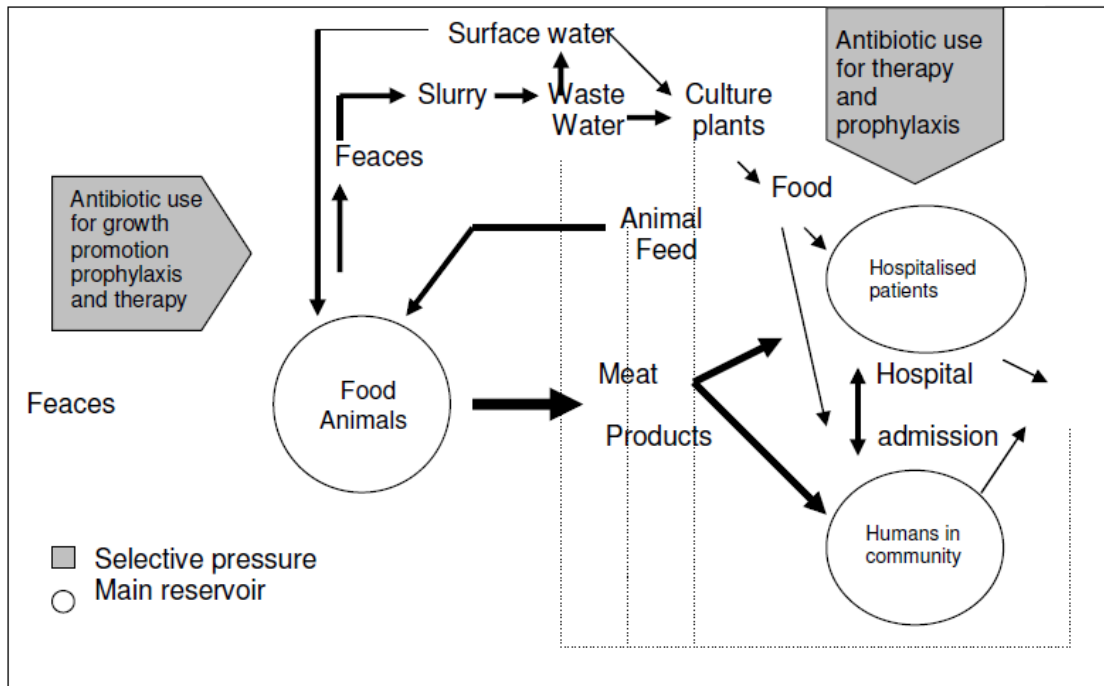 Surface water
Antibiotic use
for therapy
and
prophylaxis
Slurry
Waste
Water
Culture
plants
Feaces
Food
Antibiotic use
for growth
promotion
prophylaxis
and therapy
Animal
Feed
Hospitalised
patients
Feaces
Food
Animals
Meat
Products
Hospital
admission
Humans in
community
Selective pressure
Main reservoir